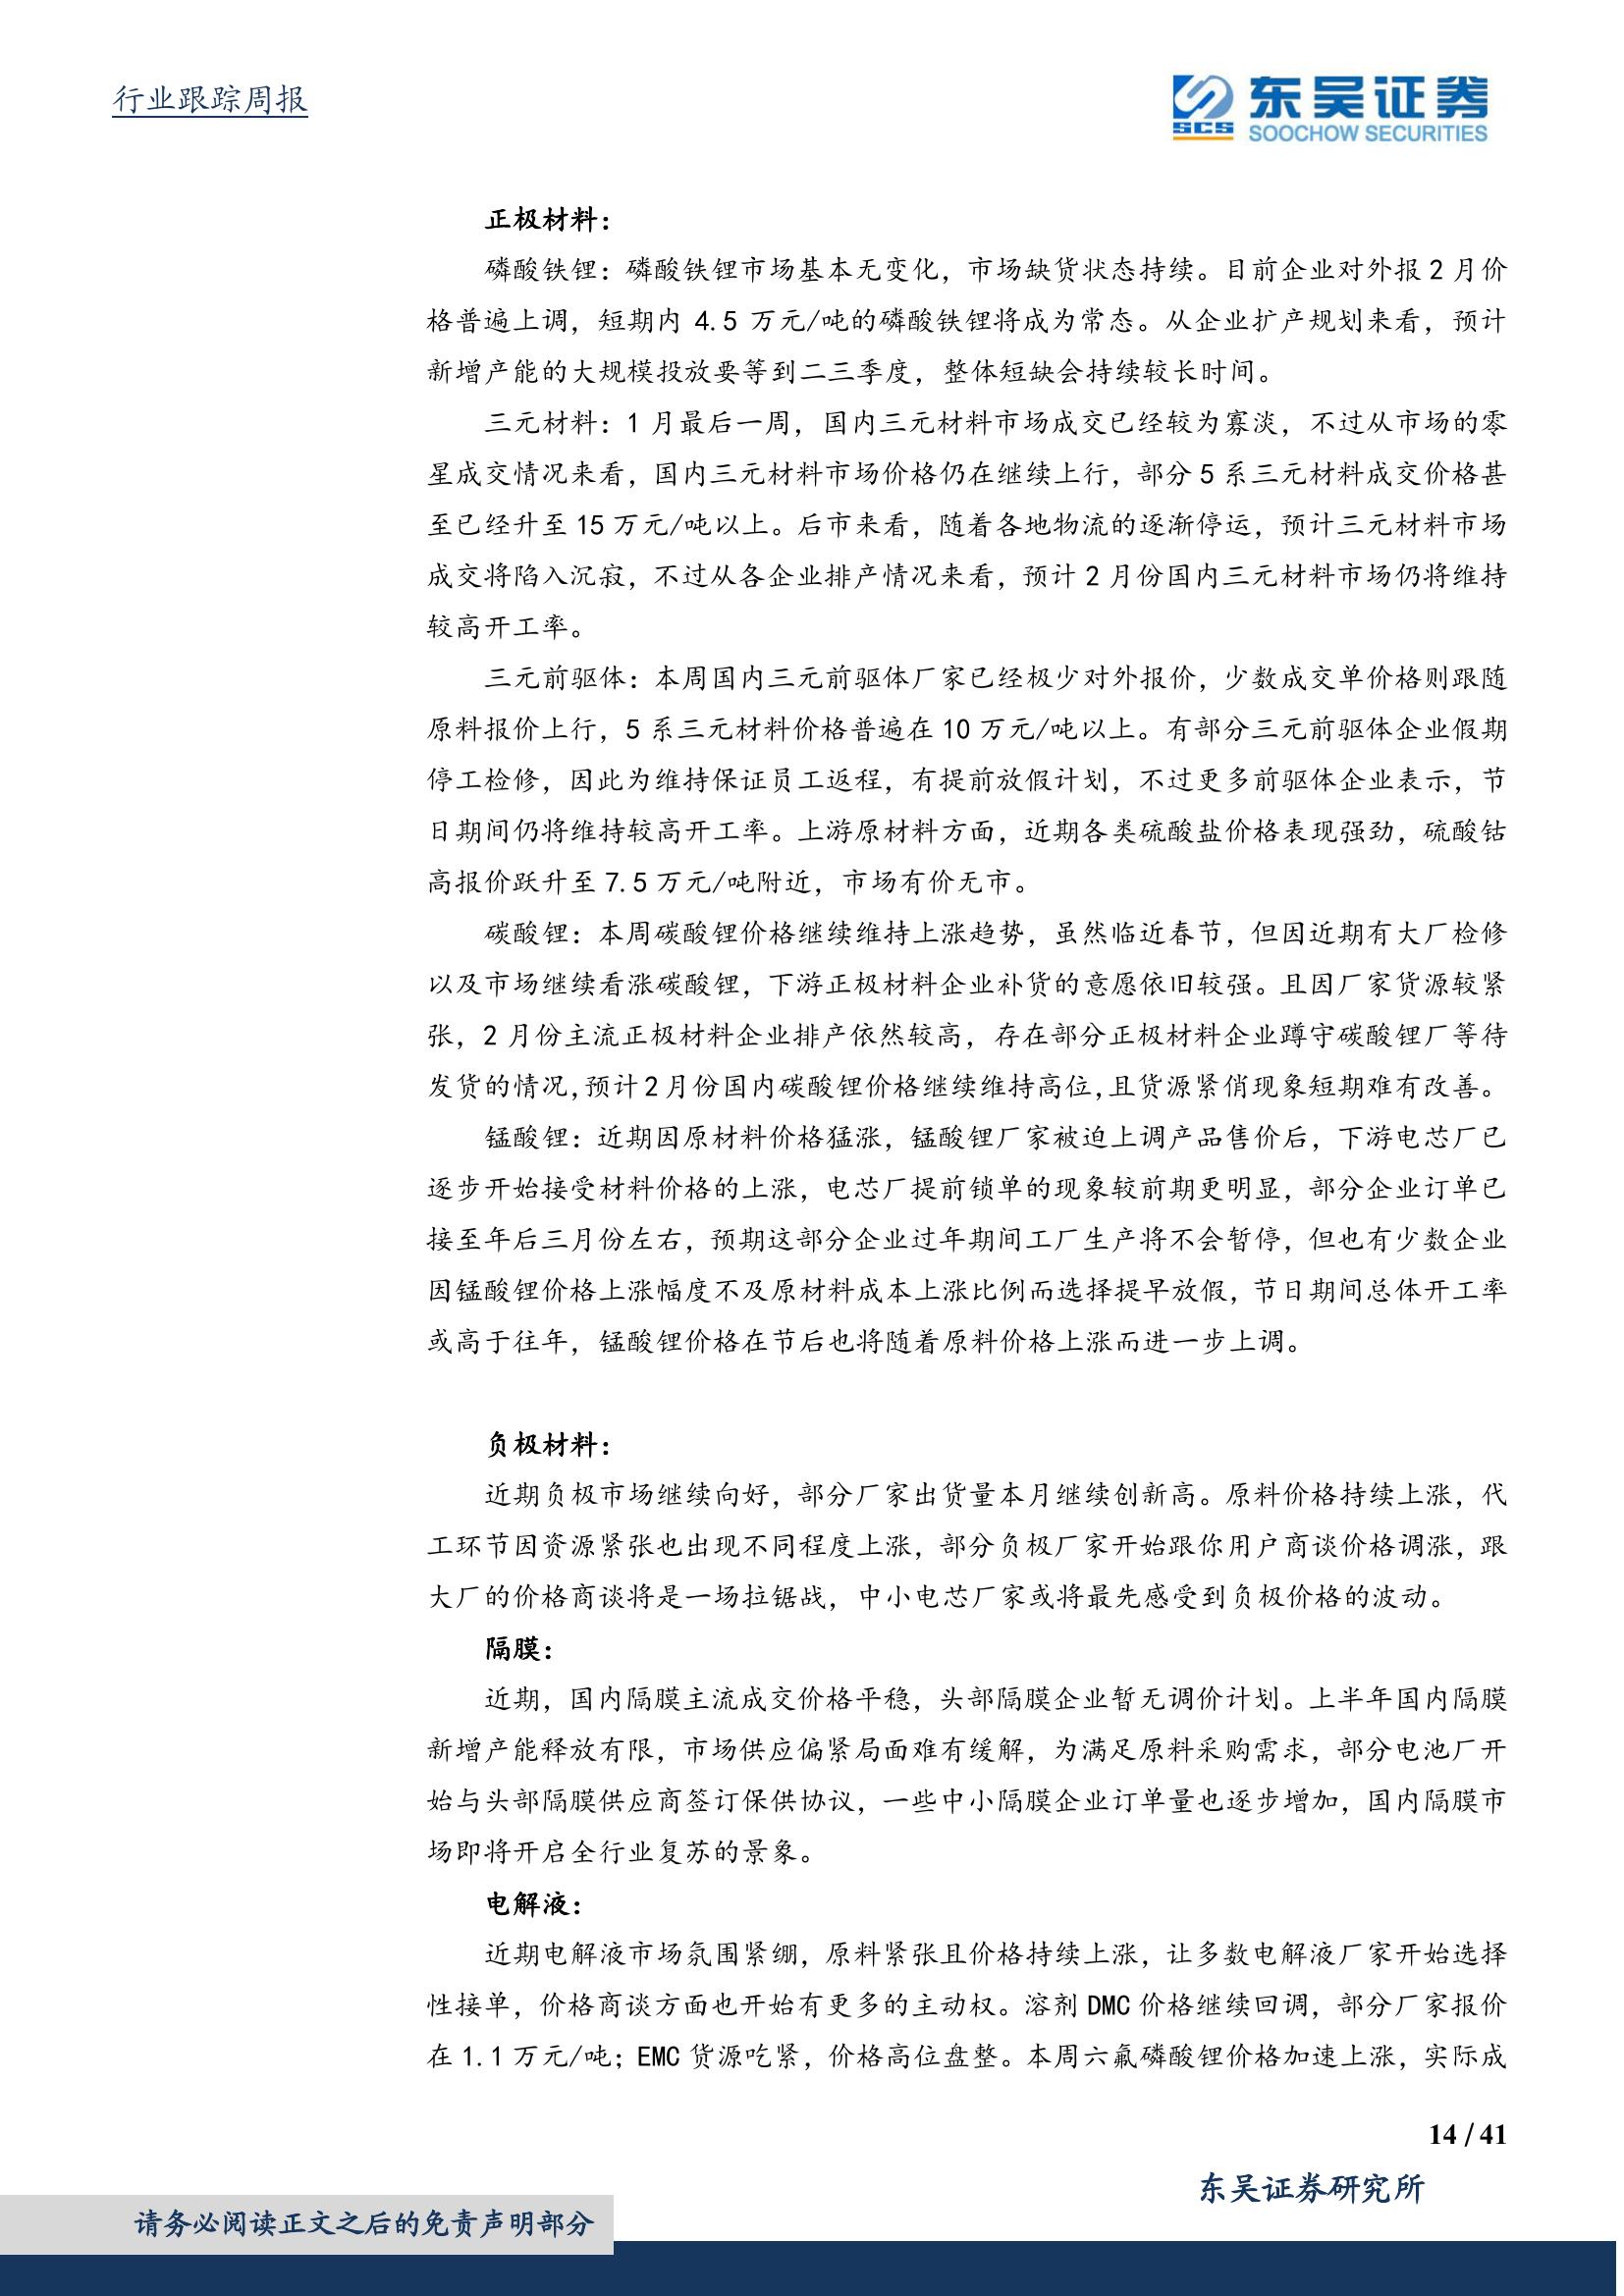 行业跟踪周报
东吴证券
SCS
SOOCHOW SECURITIES
正极材料：
磷酸铁锂：磷酸铁锂市场基本无变化，市场缺货状态持续。目前企业对外报 2 月价
格普遍上调，短期内 4.5 万元/吨的磷酸铁锂将成为常态。从企业扩产规划来看，预计
新增产能的大规模投放要等到二三季度，整体短缺会持续较长时间。
三元材料：1 月最后一周，国内三元材料市场成交已经较为寡淡，不过从市场的零
星成交情况来看，国内三元材料市场价格仍在继续上行，部分 5 系三元材料成交价格甚
至已经升至 15 万元/吨以上。后市来看，随着各地物流的逐渐停运，预计三元材料市场
成交将陷入沉寂，不过从各企业排产情况来看，预计 2 月份国内三元材料市场仍将维持
较高开工率。
三元前驱体：本周国内三元前驱体厂家已经极少对外报价，少数成交单价格则跟随
原料报价上行，5 系三元材料价格普遍在 10 万元/吨以上。有部分三元前驱体企业假期
停工检修，因此为维持保证员工返程，有提前放假计划，不过更多前驱体企业表示，节
日期间仍将维持较高开工率。上游原材料方面，近期各类硫酸盐价格表现强劲，硫酸钴
高报价跃升至 7.5 万元/吨附近，市场有价无市。
碳酸锂：本周碳酸锂价格继续维持上涨趋势，虽然临近春节，但因近期有大厂检修
以及市场继续看涨碳酸锂，下游正极材料企业补货的意愿依旧较强。且因厂家货源较紧
张，2 月份主流正极材料企业排产依然较高，存在部分正极材料企业蹲守碳酸锂厂等待
发货的情况，预计 2 月份国内碳酸锂价格继续维持高位，且货源紧俏现象短期难有改善。
锰酸锂：近期因原材料价格猛涨，锰酸锂厂家被迫上调产品售价后，下游电芯厂已
逐步开始接受材料价格的上涨，电芯厂提前锁单的现象较前期更明显，部分企业订单已
接至年后三月份左右，预期这部分企业过年期间工厂生产将不会暂停，但也有少数企业
因锰酸锂价格上涨幅度不及原材料成本上涨比例而选择提早放假，节日期间总体开工率
或高于往年，锰酸锂价格在节后也将随着原料价格上涨而进一步上调。
负极材料：
近期负极市场继续向好，部分厂家出货量本月继续创新高。原料价格持续上涨，代
工环节因资源紧张也出现不同程度上涨，部分负极厂家开始跟你用户商谈价格调涨，跟
大厂的价格商谈将是一场拉锯战，中小电芯厂家或将最先感受到负极价格的波动。
隔膜：
近期，国内隔膜主流成交价格平稳，头部隔膜企业暂无调价计划。上半年国内隔膜
新增产能释放有限，市场供应偏紧局面难有缓解，为满足原料采购需求，部分电池厂开
始与头部隔膜供应商签订保供协议，一些中小隔膜企业订单量也逐步增加，国内隔膜市
场即将开启全行业复苏的景象。
电解液：
近期电解液市场氛围紧绷，原料紧张且价格持续上涨，让多数电解液厂家开始选择
性接单，价格商谈方面也开始有更多的主动权。溶剂 DMC 价格继续回调，部分厂家报价
在 1.1 万元/吨；EMC 货源吃紧，价格高位盘整。本周六氟磷酸锂价格加速上涨，实际成
14 / 41
东吴证券研究所
请务必阅读正文之后的免责声明部分